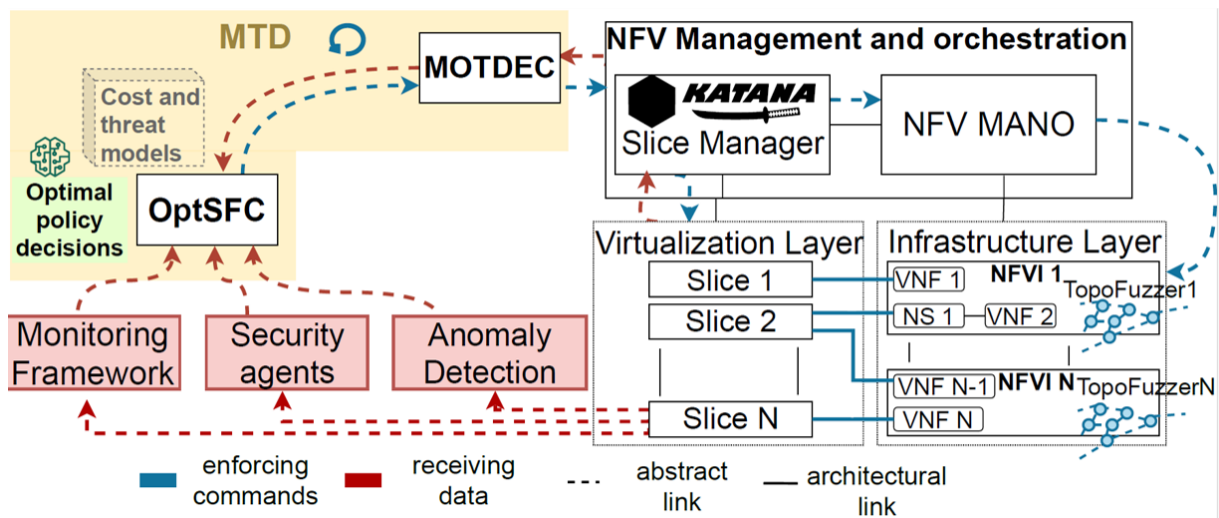 MTD
MOTDEC
Cost and
threat
models
Optimal
policy
decisions
OptSFC
NFV Management and orchestration
KATANA
Slice Manager
NFV MANO
Monitoring
Framework
Security
agents
Anomaly
Detection
Virtualization Layer
Slice 1
Slice 2
Slice N
Infrastructure Layer
NFVI 1
VNF 1
TopoFuzzer1
NS 1
VNF 2
NFVI N
VNF N-1
TopoFuzzerN
VNF N
enforcing
commands
receiving
data
abstract
link
architectural
link